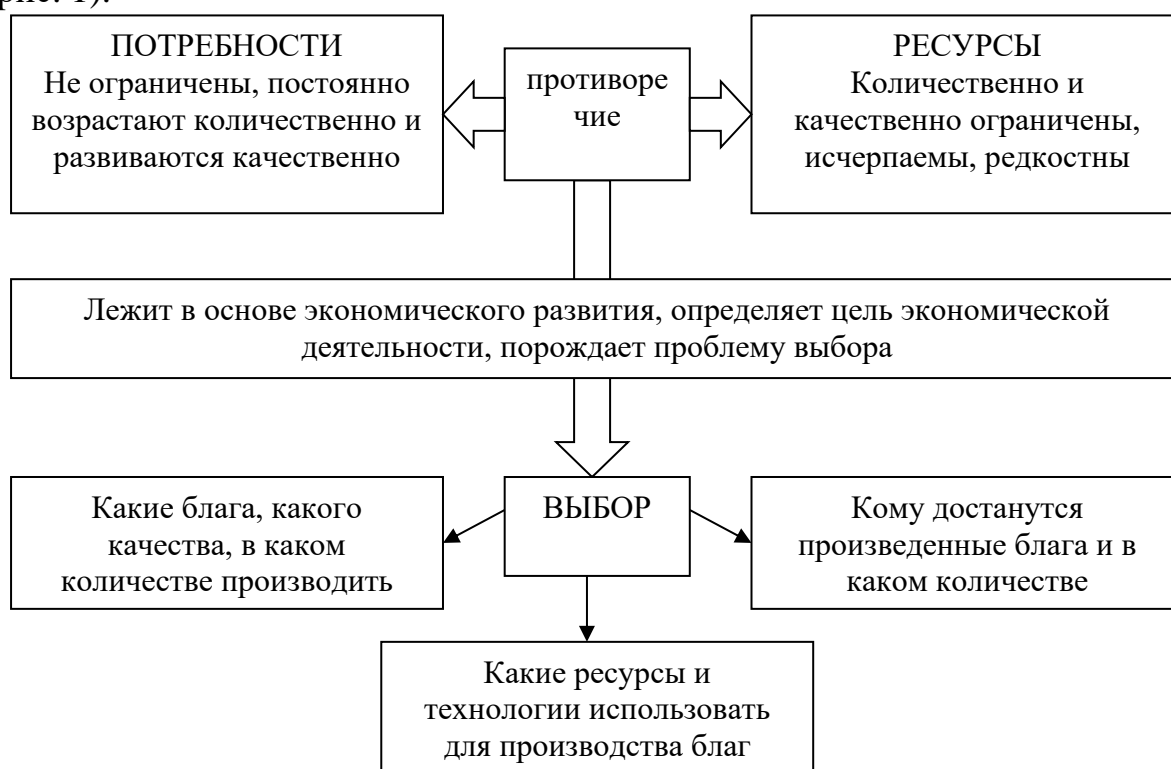 рис. 1).
ПОТРЕБНОСТИ
Не ограничены, постоянно
возрастают количественно и
развиваются качественно
противоре
чие
РЕСУРСЫ
Количественно и
качественно ограничены,
исчерпаемы, редкостны
Лежит в основе экономического развития, определяет цель экономической
деятельности, порождает проблему выбора
Какие блага, какого
качества, в каком
количестве производить
ВЫБОР
Кому достанутся
произведенные блага и в
каком количестве
Какие ресурсы и
технологии использовать
для производства благ